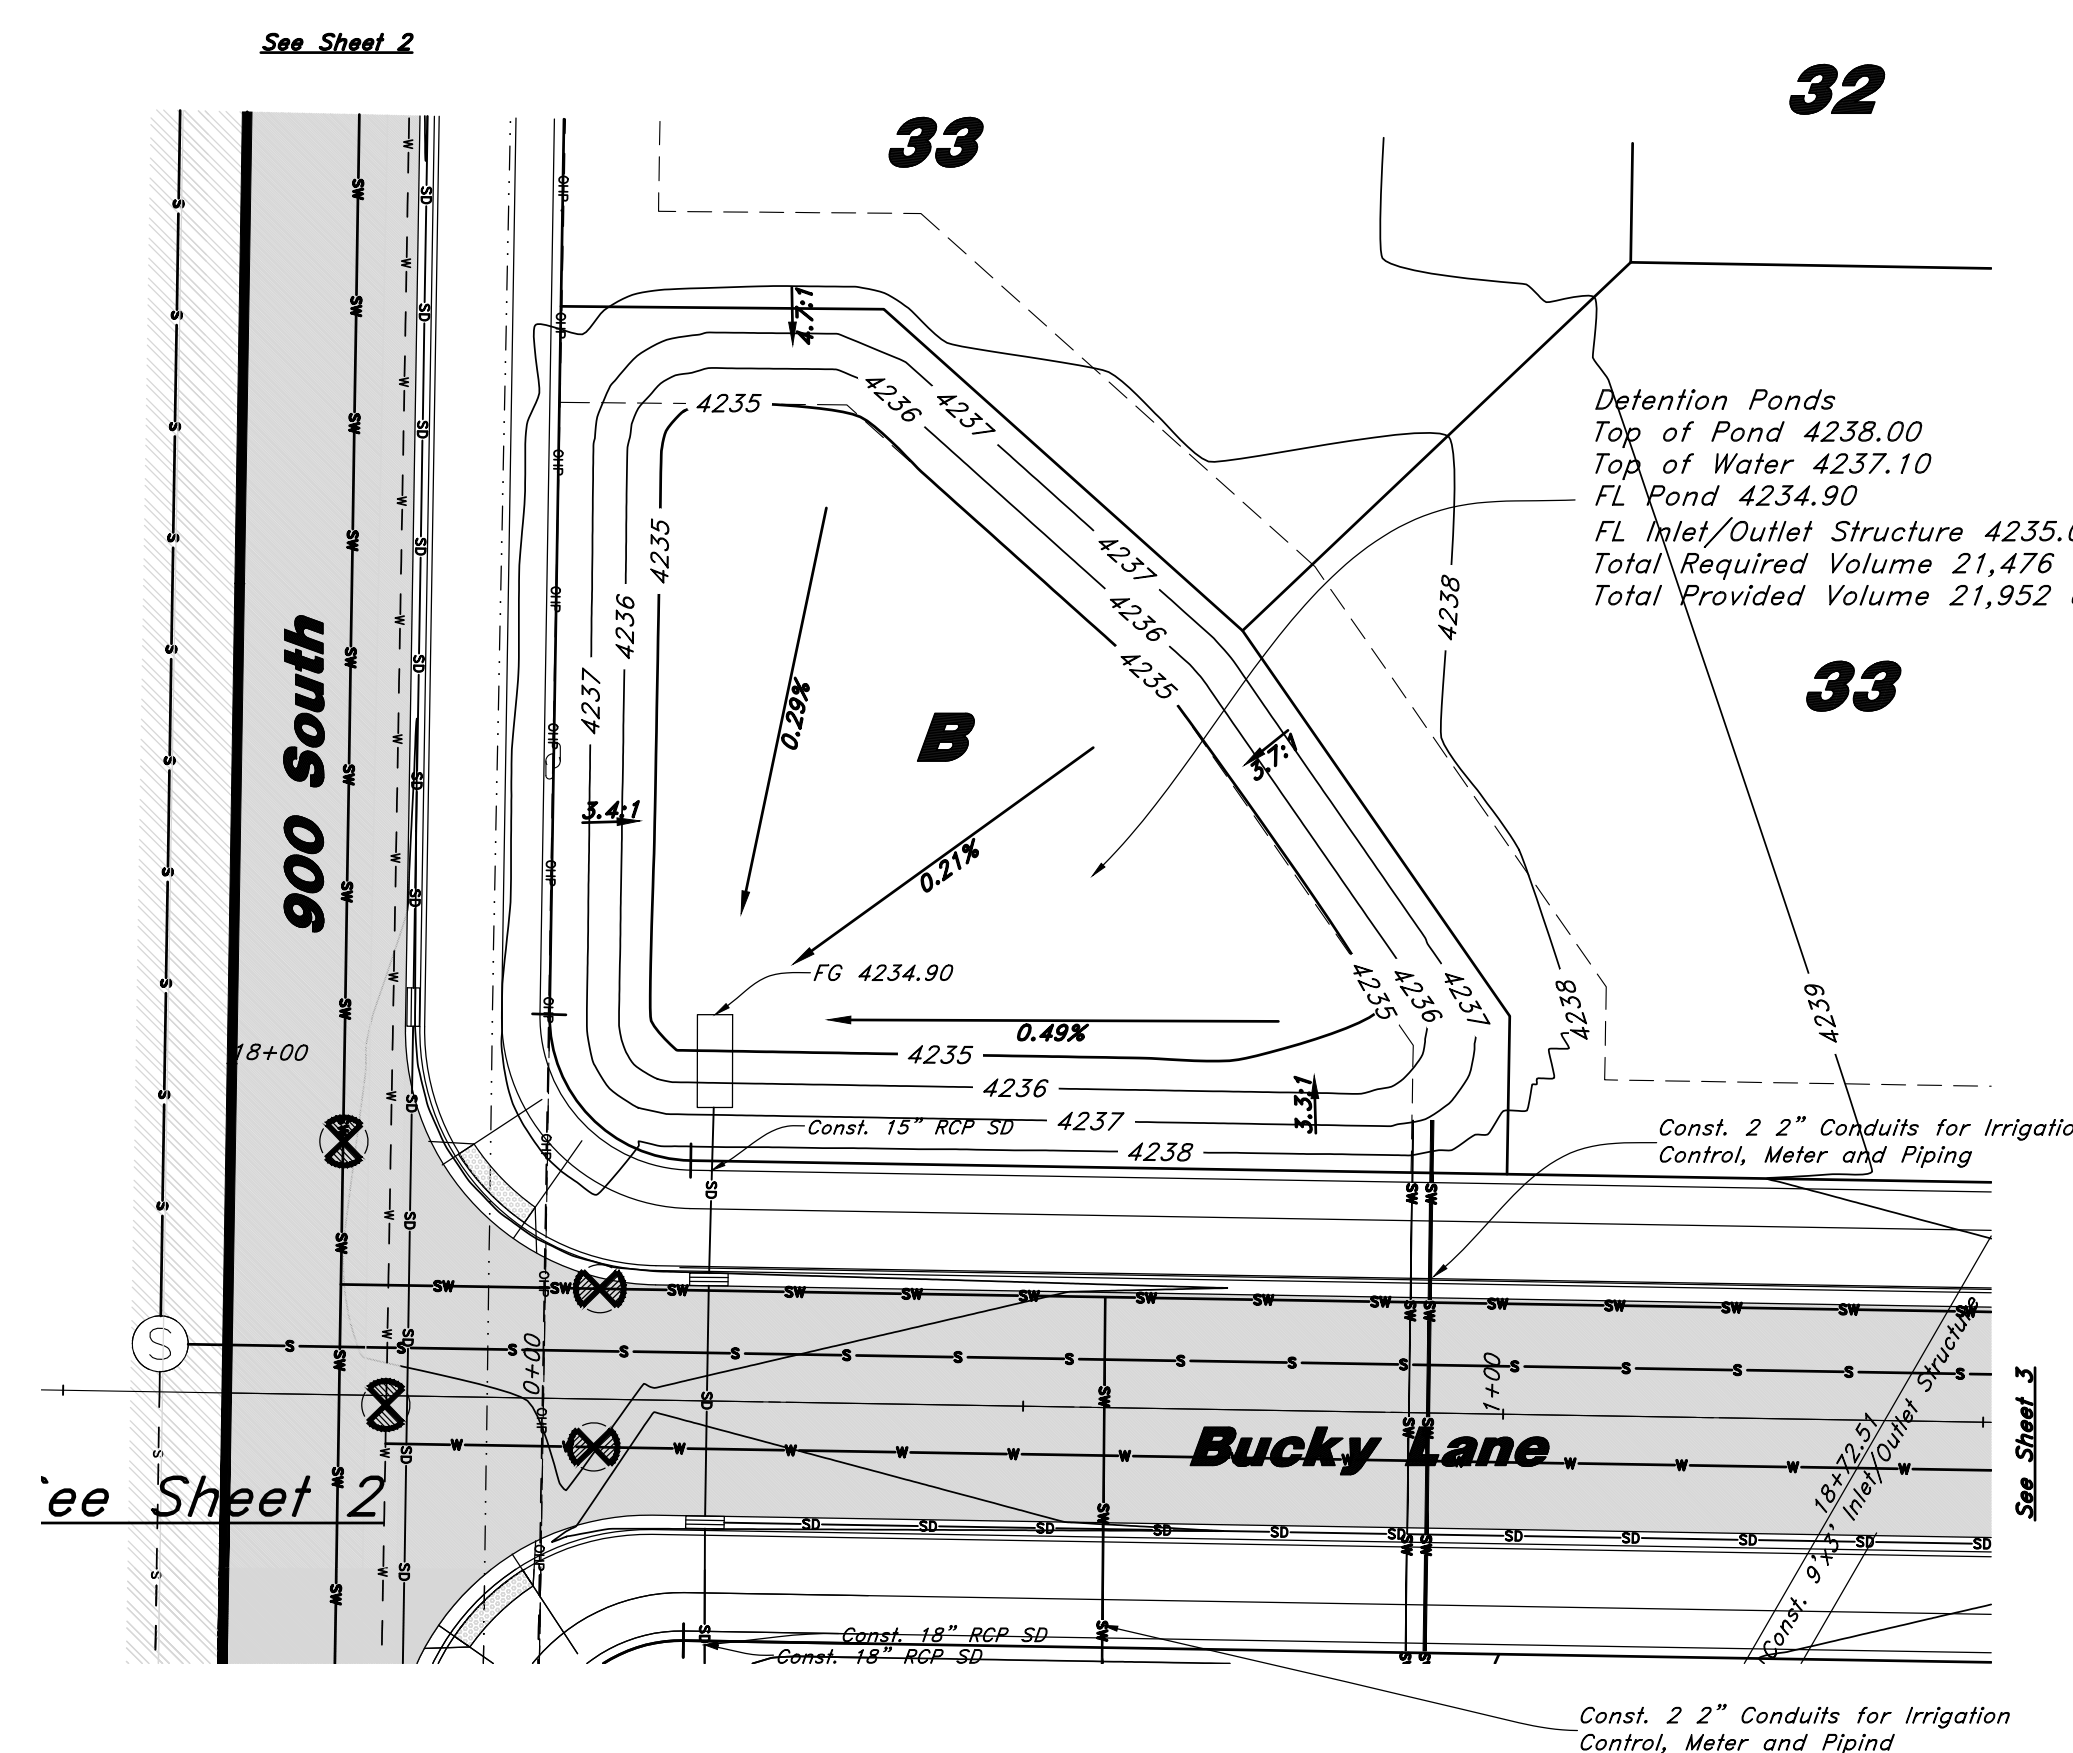 See Sheet 2
32
33
4.7:1
4235
4236
4237
Detention Ponds
Top of Pond 4238.00
Top of Water 4237.10
FL Pond 4234.90
FL Inlet/Outlet Structure
Total Required Volume 21,476
Total Provided Volume 21,952
4235
4237
4236
4238
4236
4235
4237
33
900 South
0.29%
B
3.7:1
3.4:1
0.21%
FG 4234.90
4235
4236
4237
4238
4239
0.49%
18+00
4235
4236
3.3:1
4237
Const. 15" RCP SD
4238
Const. 2 2" Conduits for
Control, Meter and Piping
0+00
1+00
Bucky Lane
18+72.51
Const. 9'x3' Inlet/Outlet Structure
See Sheet 3
Sheet 2
Const. 18" RCP SD
Const. 18" RCP SD
Const. 2 2" Conduits for Irrigation
Control, Meter and Pipind
S
SW
W
SD
OHP